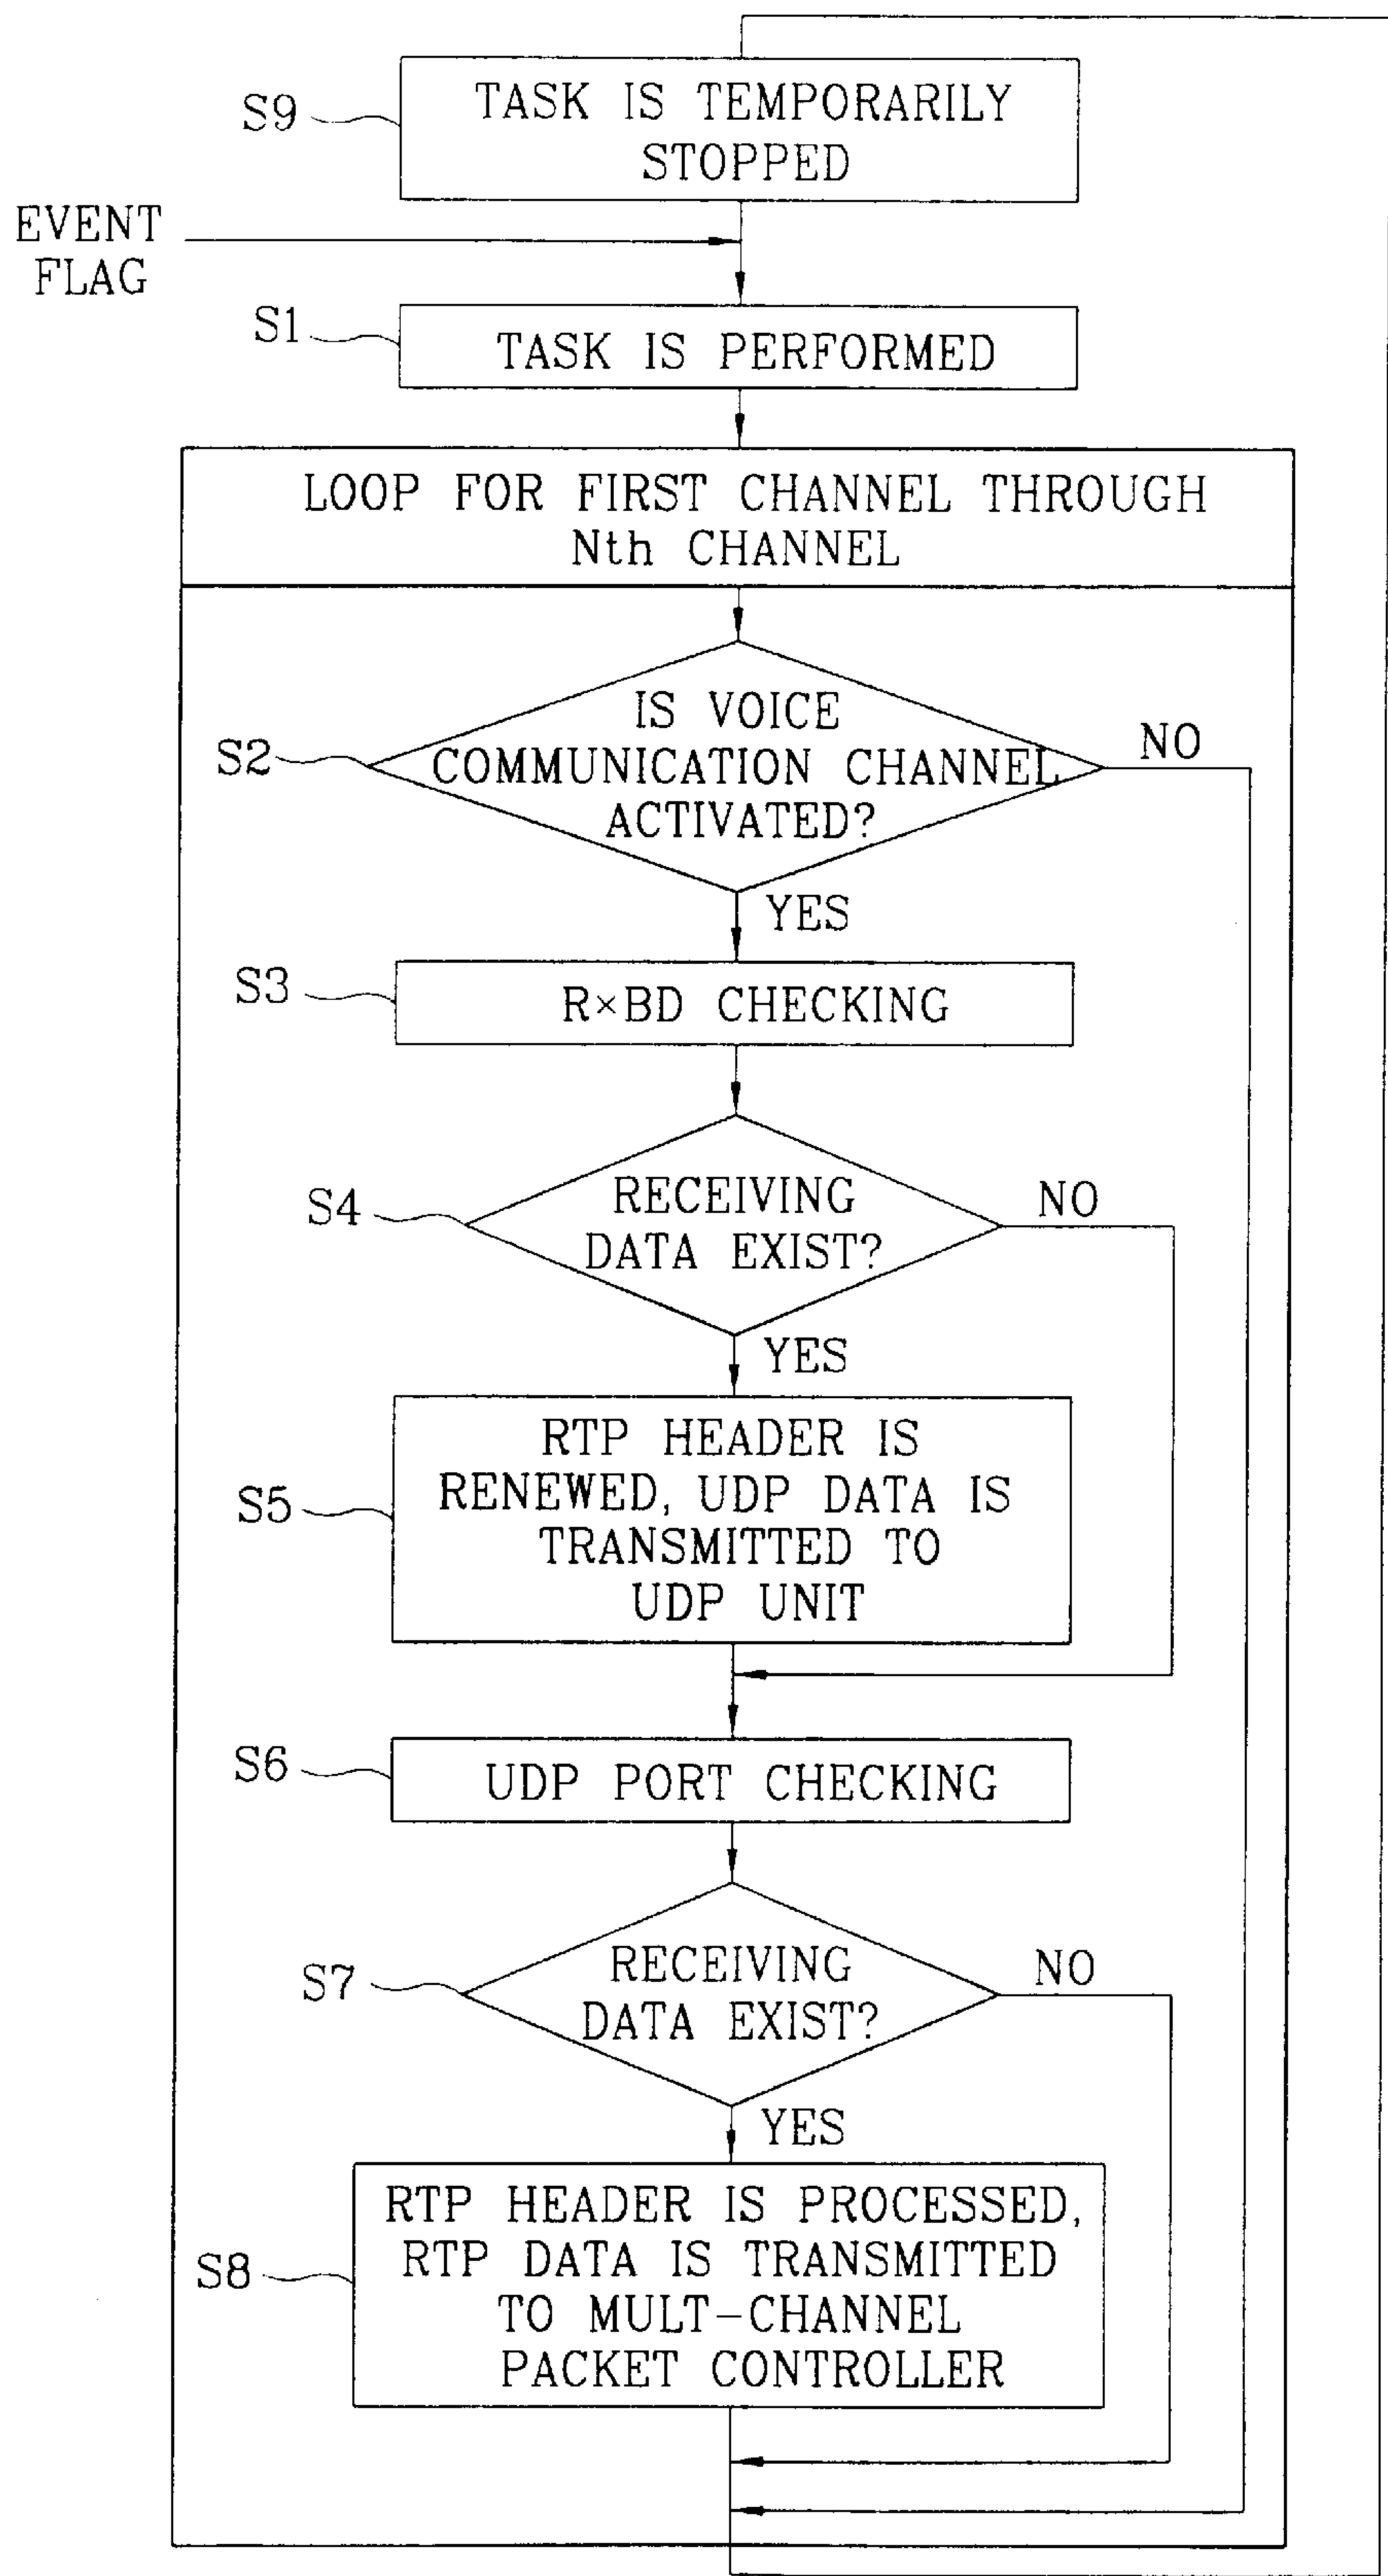 S9
TASK IS TEMPORARILY
STOPPED
EVENT
FLAG
S1
TASK IS PERFORMED
LOOP FOR FIRST CHANNEL THROUGH
Nth CHANNEL
S2
IS VOICE
COMMUNICATION CHANNEL
ACTIVATED?
NO
YES
S3
R×BD CHECKING
S4
RECEIVING
DATA EXIST?
NO
YES
S5
RTP HEADER IS
RENEWED, UDP DATA IS
TRANSMITTED TO
UDP UNIT
S6
UDP PORT CHECKING
S7
RECEIVING
DATA EXIST?
NO
YES
S8
RTP HEADER IS PROCESSED,
RTP DATA IS TRANSMITTED
TO MULT-CHANNEL
PACKET CONTROLLER